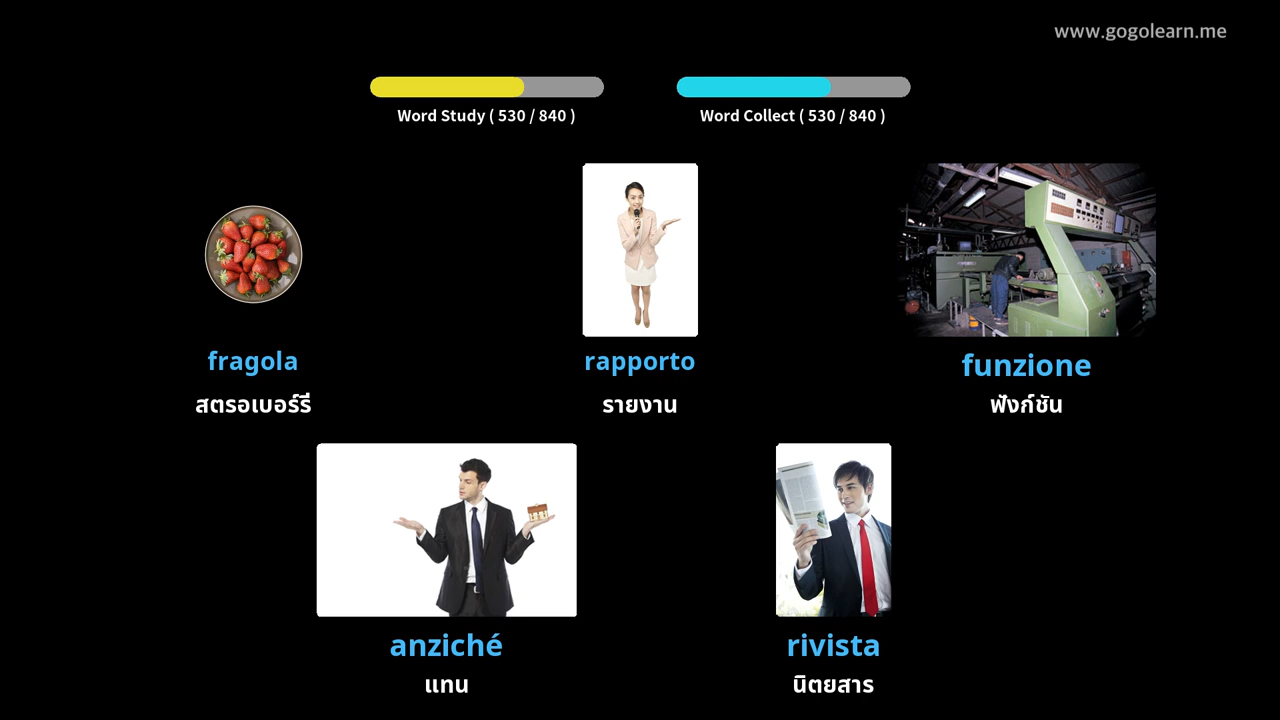 www.gogolearn.me
Word Study ( 530 / 840 )
Word Collect ( 530 / 840 )
fragola
สตรอเบอร์รี่
rapporto
รายงาน
funzione
ฟังก์ชัน
anziché
แทน
rivista
นิตยสาร